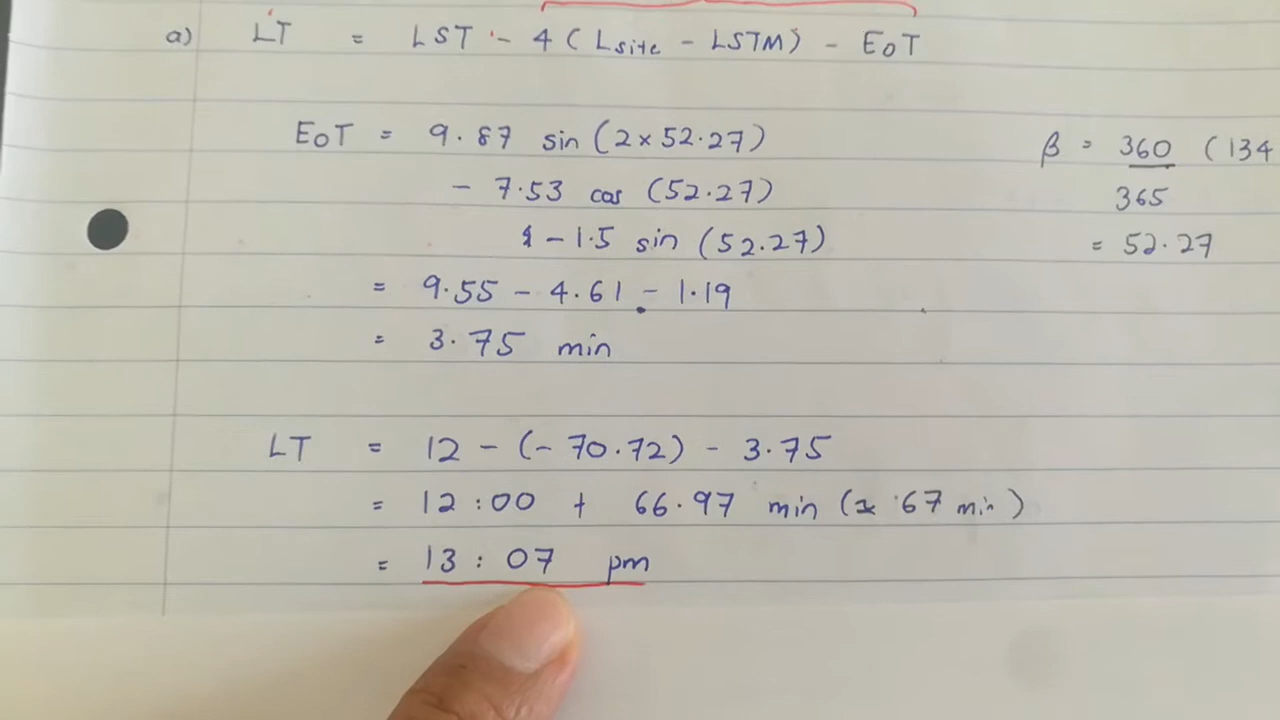 a) LT = LST - 4 ( Lsite - LSTM ) - EoT
EoT = 9.87 sin (2 x 52.27)
β = 360 (134
- 7.53 cos (52.27)
365
- 1.5 sin (52.27)
= 52.27
= 9.55 - 4.61 - 1.19
= 3.75 min
LT = 12 - (- 70.72) - 3.75
= 12:00 + 66.97 min (≈ 67 min)
= 13:07 pm